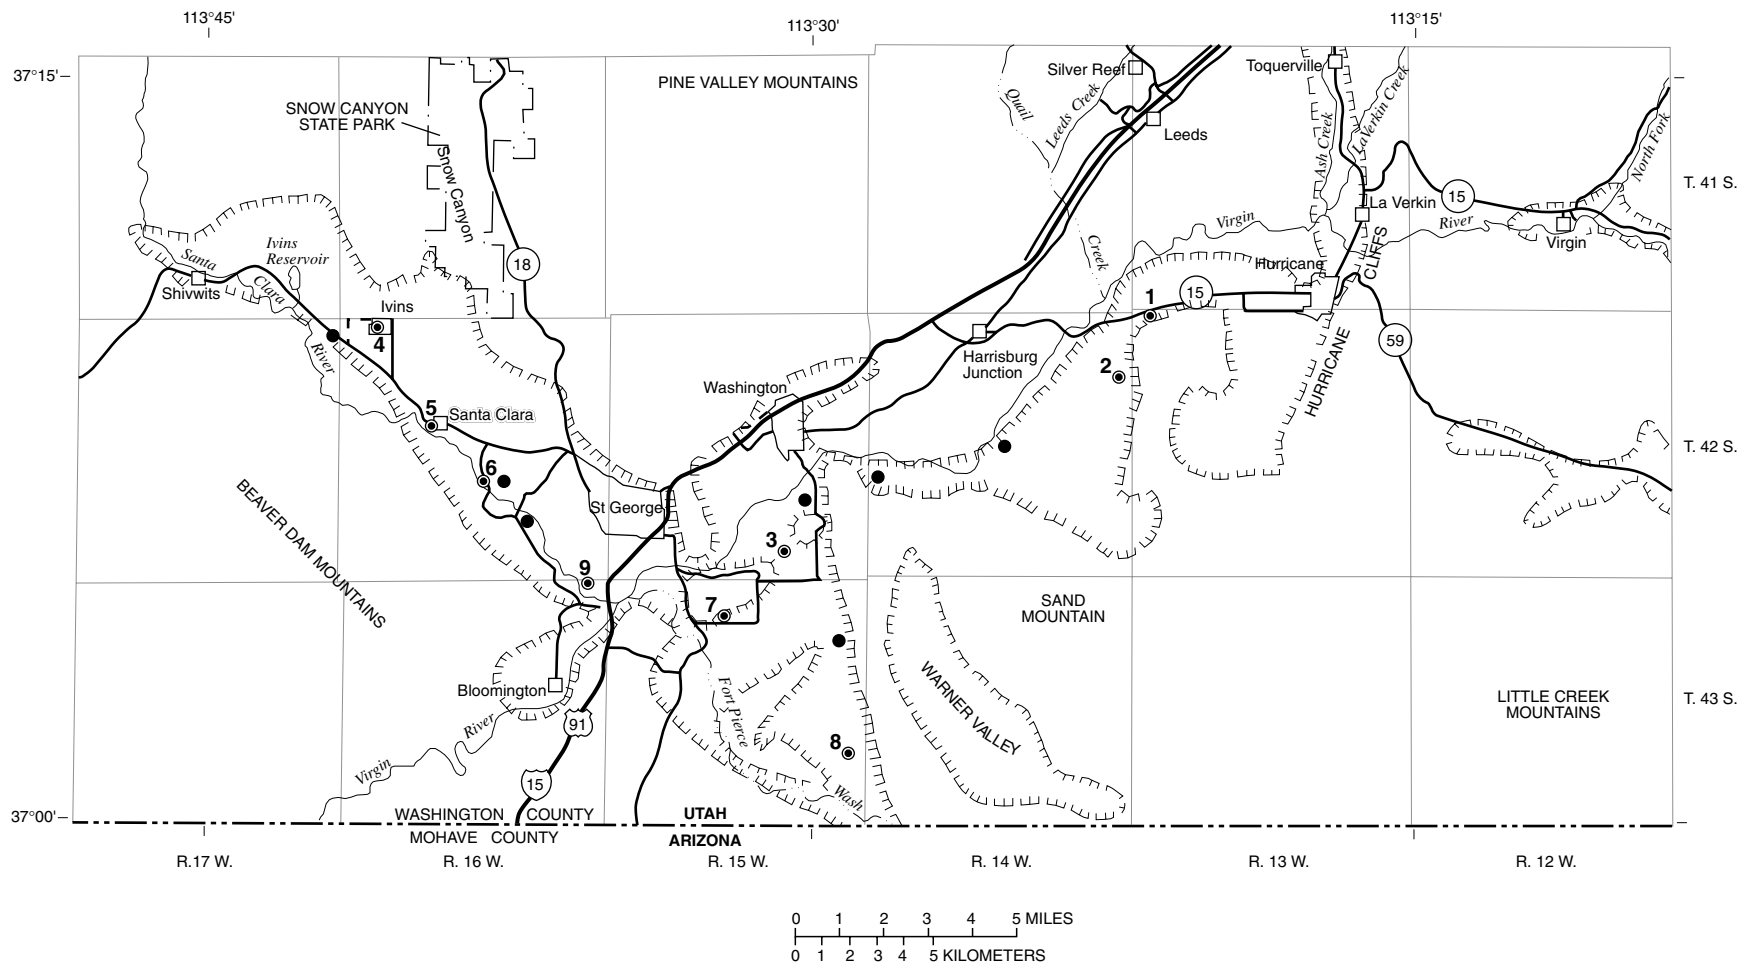 113°45'
113°30'
113°15'
37°15'
PINE VALLEY MOUNTAINS
SNOW CANYON
STATE PARK
Snow Canyon
Silver Reef
Toquerville
Quail
Leeds Creek
Leeds
Ash Creek
LaVerkin Creek
North Fork
T. 41 S.
15
La Verkin
Virgin
River
Virgin
Creek
CLIFFS
Hurricane
Ivins
Reservoir
Santa
Clara
River
Shivwits
18
Ivins
4
1
15
59
HURRICANE
Harrisburg
Junction
2
Washington
5
Santa Clara
T. 42 S.
6
St George
BEAVER DAM MOUNTAINS
3
9
7
SAND
MOUNTAIN
WARNER VALLEY
LITTLE CREEK
MOUNTAINS
T. 43 S.
Bloomington
Fort Pierce
Wash
91
8
Virgin
River
15
37°00'
WASHINGTON COUNTY
UTAH
MOHAVE COUNTY
ARIZONA
R.17 W.
R. 16 W.
R. 15 W.
R. 14 W.
R. 13 W.
R. 12 W.
0 1 2 3 4 5 MILES
0 1 2 3 4 5 KILOMETERS